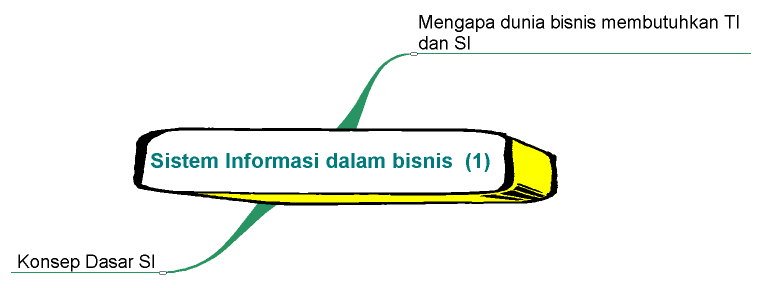 Mengapa dunia bisnis membutuhkan TI
dan SI
Sistem Informasi dalam bisnis (1)
Konsep Dasar SI